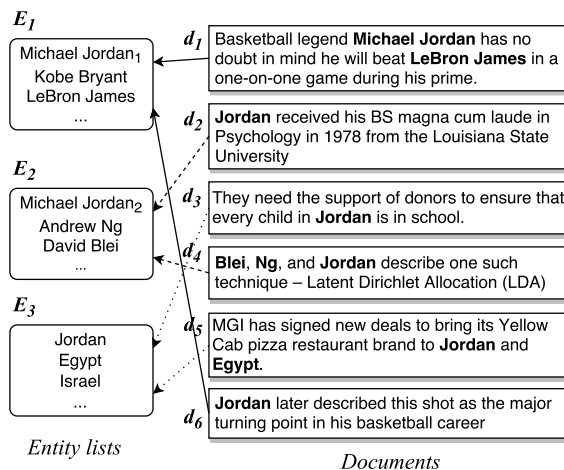 E1
Michael Jordan1
Kobe Bryant
LeBron James
...
E2
Michael Jordan2
Andrew Ng
David Blei
...
E3
Jordan
Egypt
Israel
...
Entity lists
d1
Basketball legend Michael Jordan has no
doubt in mind he will beat LeBron James in a
one-on-one game during his prime.
d2
Jordan received his BS magna cum laude in
Psychology in 1978 from the Louisiana State
University
d3
They need the support of donors to ensure that
every child in Jordan is in school.
d4
Blei, Ng, and Jordan describe one such
technique – Latent Dirichlet Allocation (LDA)
d5
MGI has signed new deals to bring its Yellow
Cab pizza restaurant brand to Jordan and
Egypt.
d6
Jordan later described this shot as the major
turning point in his basketball career
Documents